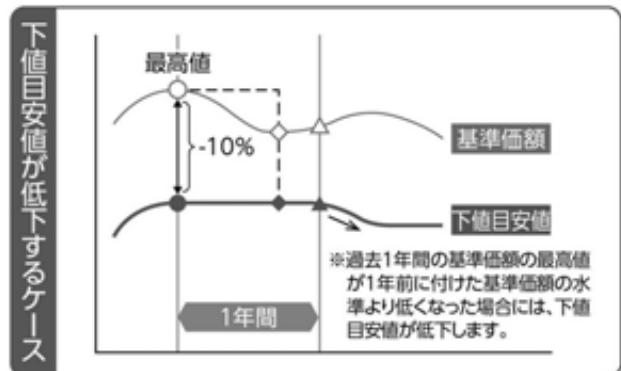 下値目安値が低下するケース
最高値
-10%
基準価額
下値目安値
※過去1年間の基準価額の最高値
が1年前に付けた基準価額の水
準より低くなった場合には、下値
目安値が低下します。
1年間